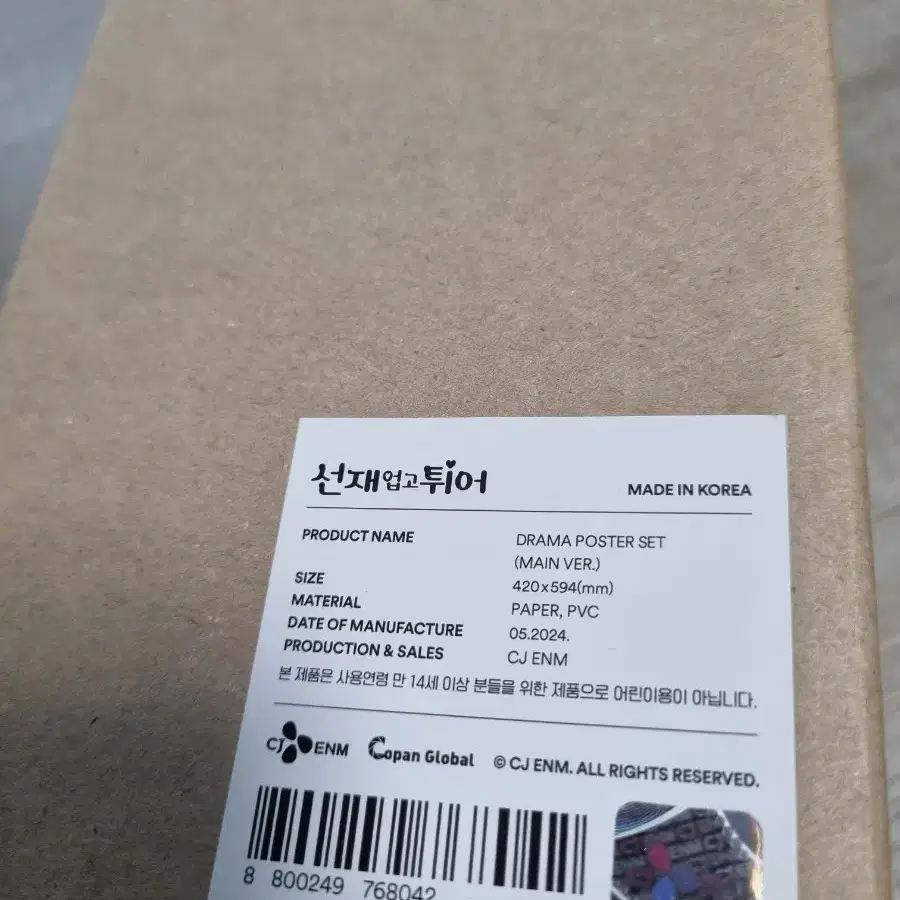 선재업고튀어
MADE IN KOREA
PRODUCT NAME DRAMA POSTER SET
(MAIN VER.)
SIZE 420x594(mm)
MATERIAL PAPER, PVC
DATE OF MANUFACTURE 05.2024.
PRODUCTION & SALES CJ ENM
본 제품은 사용연령 만 14세 이상 분들을 위한 제품으로 어린이용이 아닙니다.
CJ ENM Copan Global © CJ ENM. ALL RIGHTS RESERVED.
8 800249 768042